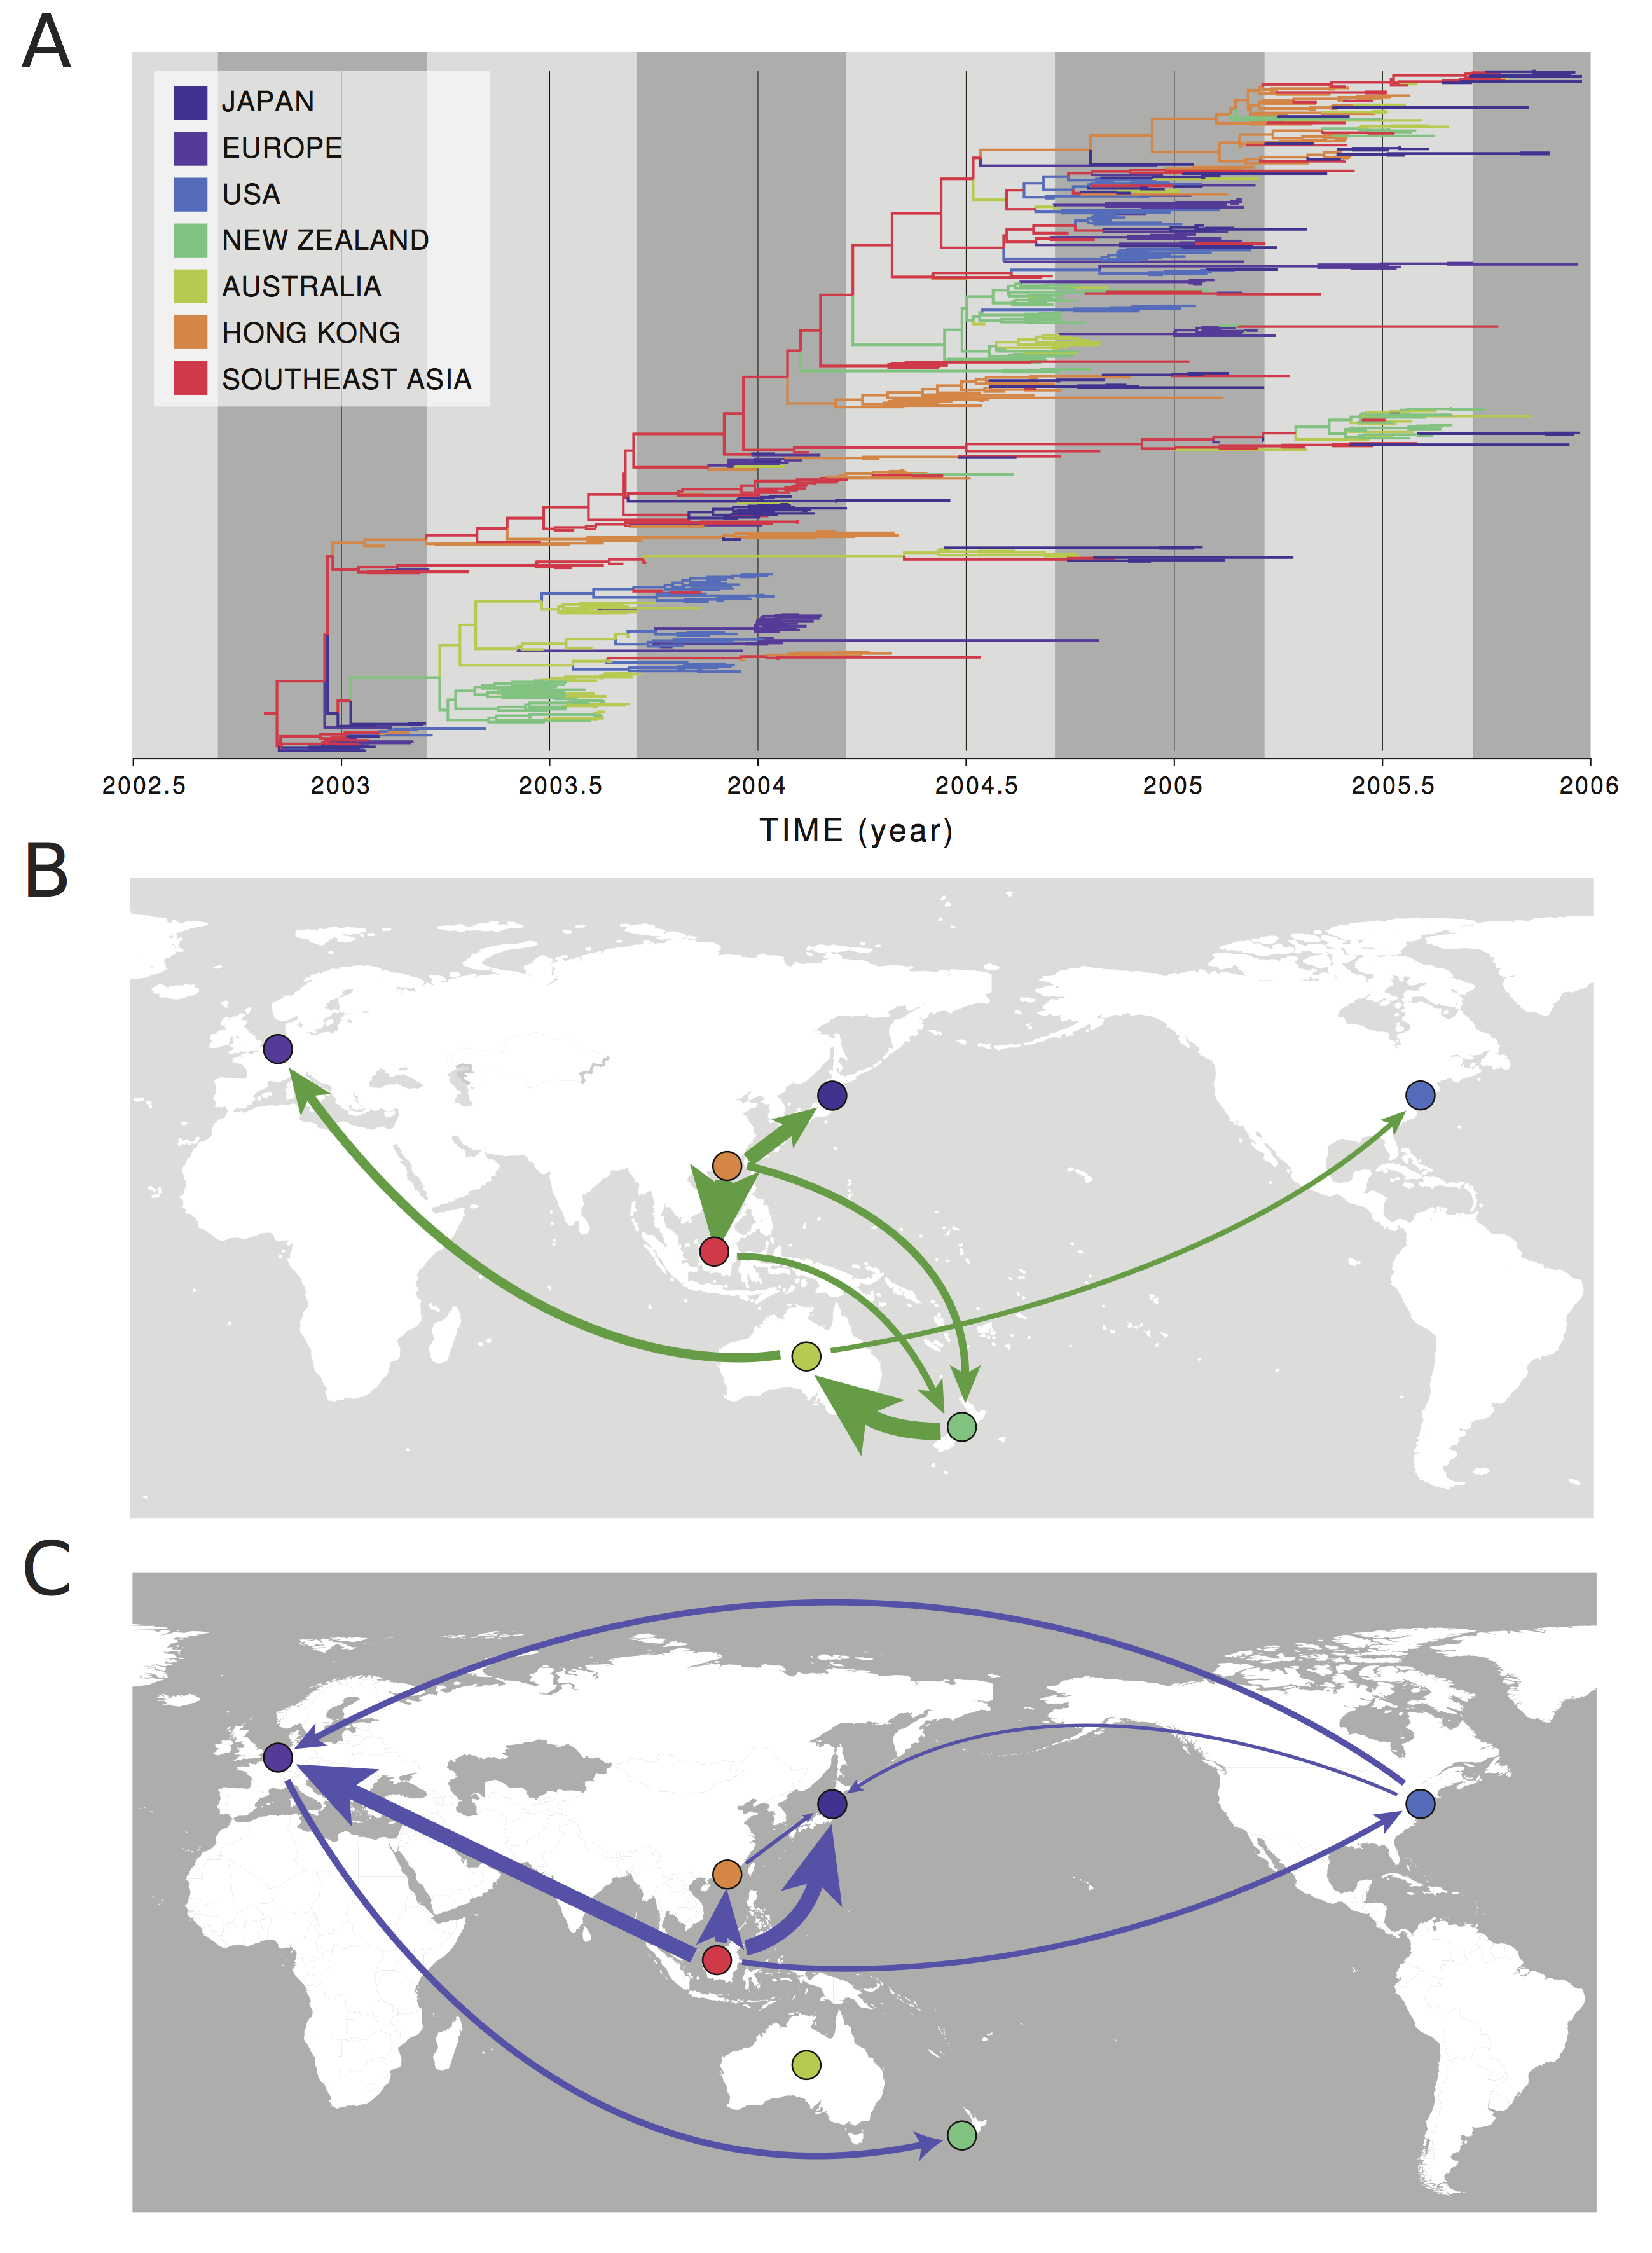 A
JAPAN
EUROPE
USA
NEW ZEALAND
AUSTRALIA
HONG KONG
SOUTHEAST ASIA
2002.5 2003 2003.5 2004 2004.5 2005 2005.5 2006
TIME (year)
B
C